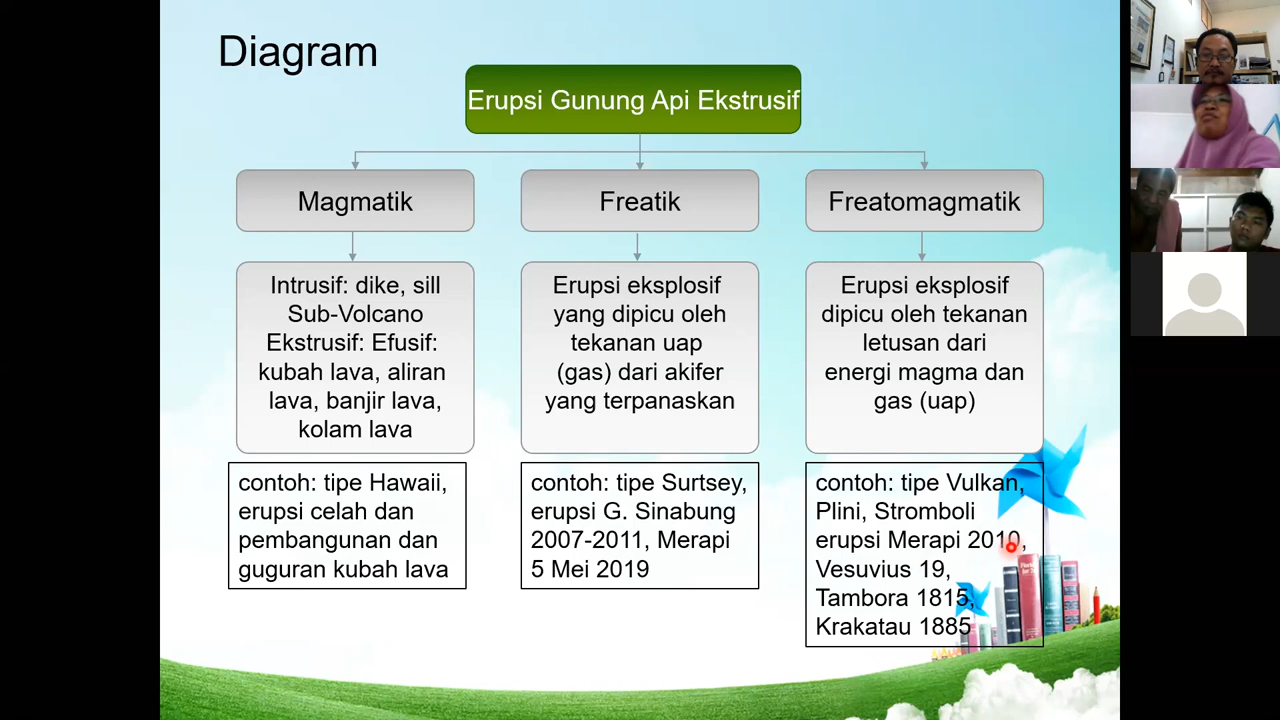 Diagram
Erupsi Gunung Api Ekstrusif
Magmatik
Freatik
Freatomagmatik
Intrusif: dike, sill
Sub-Volcano
Ekstrusif: Efusif:
kubah lava, aliran
lava, banjir lava,
kolam lava
Erupsi eksplosif
yang dipicu oleh
tekanan uap
(gas) dari akifer
yang terpanaskan
Erupsi eksplosif
dipicu oleh tekanan
letusan dari
energi magma dan
gas (uap)
contoh: tipe Hawaii,
erupsi celah dan
pembangunan dan
guguran kubah lava
contoh: tipe Surtsey,
erupsi G. Sinabung
2007-2011, Merapi
5 Mei 2019
contoh: tipe Vulkan,
Plini, Stromboli
erupsi Merapi 2010,
Vesuvius 19,
Tambora 1815,
Krakatau 1885